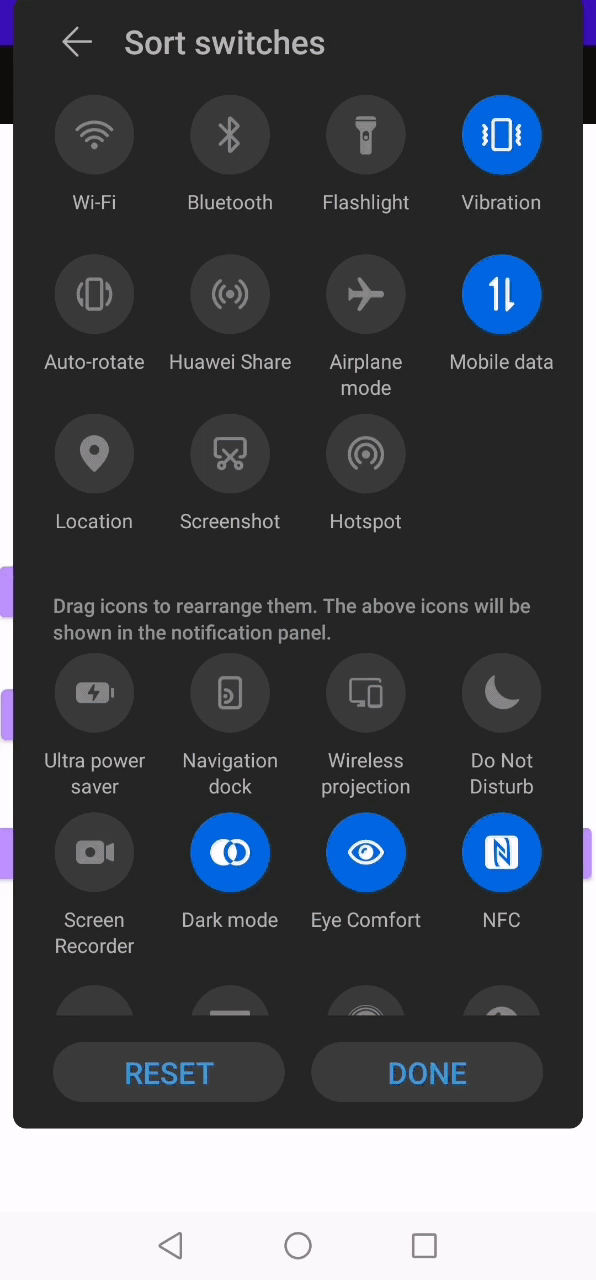 Sort switches
Wi-Fi
Bluetooth
Flashlight
Vibration
Auto-rotate
Huawei Share
Airplane
mode
Mobile data
Location
Screenshot
Hotspot
Drag icons to rearrange them. The above icons will be
shown in the notification panel.
Ultra power
saver
Navigation
dock
Wireless
projection
Do Not
Disturb
Screen
Recorder
Dark mode
Eye Comfort
NFC
RESET
DONE